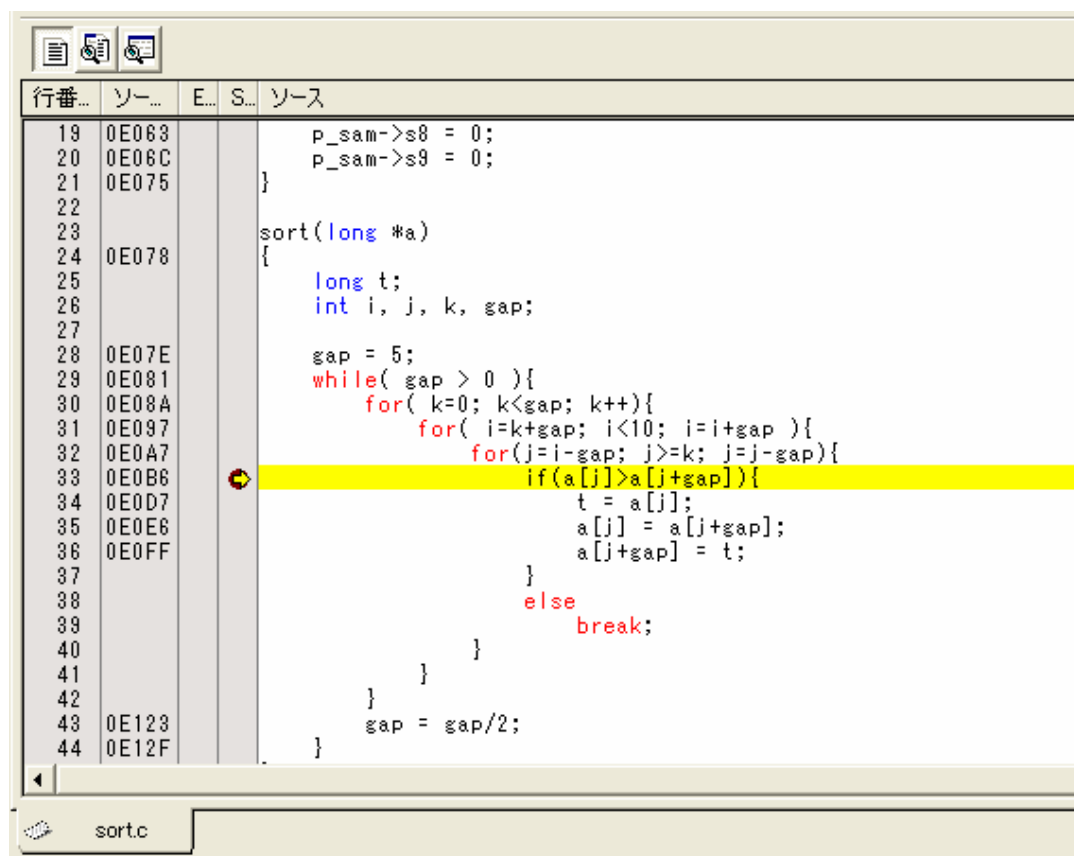 行番... ソー... E... S... ソース
19 0E063 p_sam->s8 = 0;
20 0E06C p_sam->s9 = 0;
21 0E075 }
22
23 sort(long *a)
24 0E078 {
25 long t;
26 int i, j, k, gap;
27
28 0E07E gap = 5;
29 0E081 while( gap > 0 ){
30 0E08A for( k=0; k<gap; k++){
31 0E097 for( i=k+gap; i<10; i=i+gap ){
32 0E0A7 for(j=i-gap; j>=k; j=j-gap){
33 0E0B6 if(a[j]>a[j+gap]){
34 0E0D7 t = a[j];
35 0E0E6 a[j] = a[j+gap];
36 0E0FF a[j+gap] = t;
37 }
38 else
39 break;
40 }
41 }
42 }
43 0E123 gap = gap/2;
44 0E12F }
sort.c